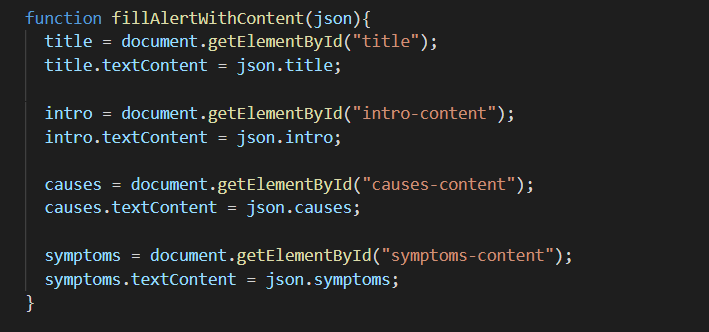 function fillAlertWithContent(json){
title = document.getElementById("title");
title.textContent = json.title;
intro = document.getElementById("intro-content");
intro.textContent = json.intro;
causes = document.getElementById("causes-content");
causes.textContent = json.causes;
symptoms = document.getElementById("symptoms-content");
symptoms.textContent = json.symptoms;
}